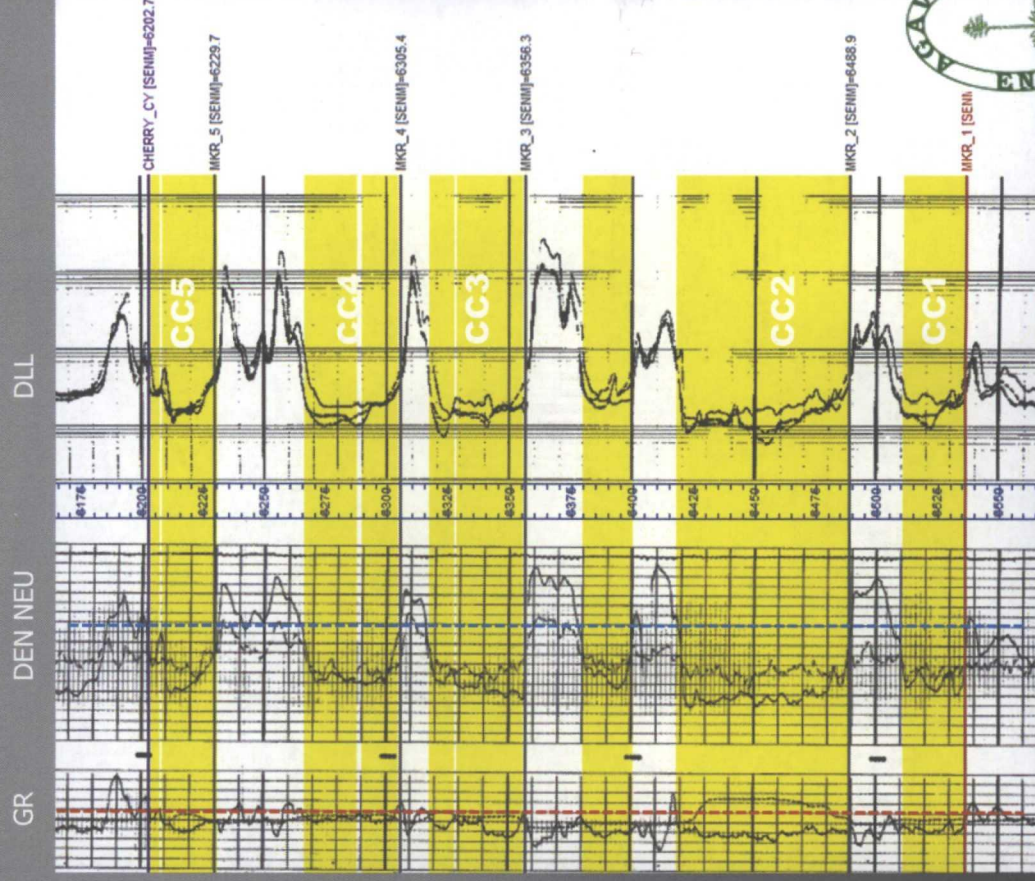 CHERRY_CY [SENM]=6202.7
MKR_5 [SENM]=6229.7
MKR_4 [SENM]=6305.4
MKR_3 [SENM]=6356.3
MKR_2 [SENM]=6488.9
MKR_1 [SENM
AGAL
EN
DLL
CC5
CC4
CC3
CC2
CC1
6175
6200
6225
6250
6275
6300
6325
6350
6375
6400
6425
6450
6475
6500
6525
6550
DEN NEU
GR